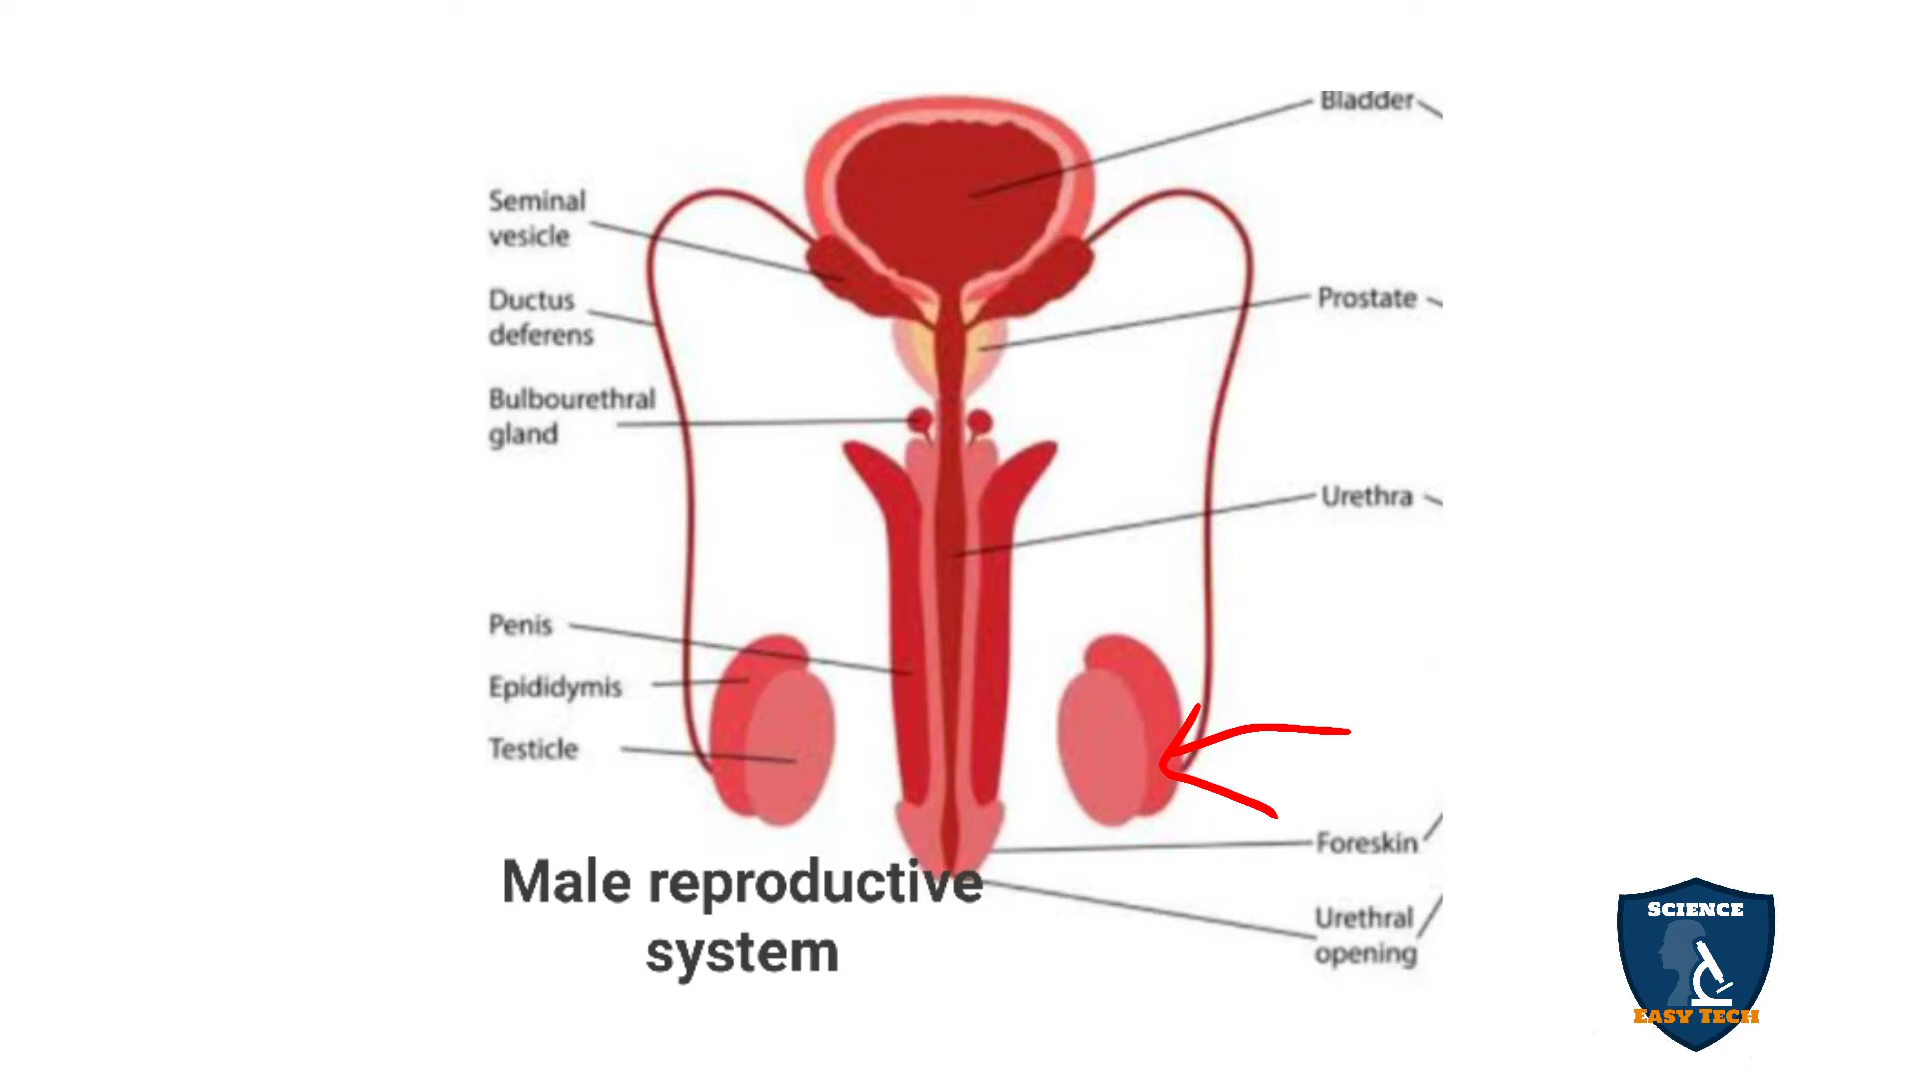 Bladder
Seminal
vesicle
Ductus
deferens
Prostate
Bulbourethral
gland
Urethra
Penis
Epididymis
Testicle
Foreskin
Urethral
opening
Male reproductive
system
SCIENCE
EASY TECH